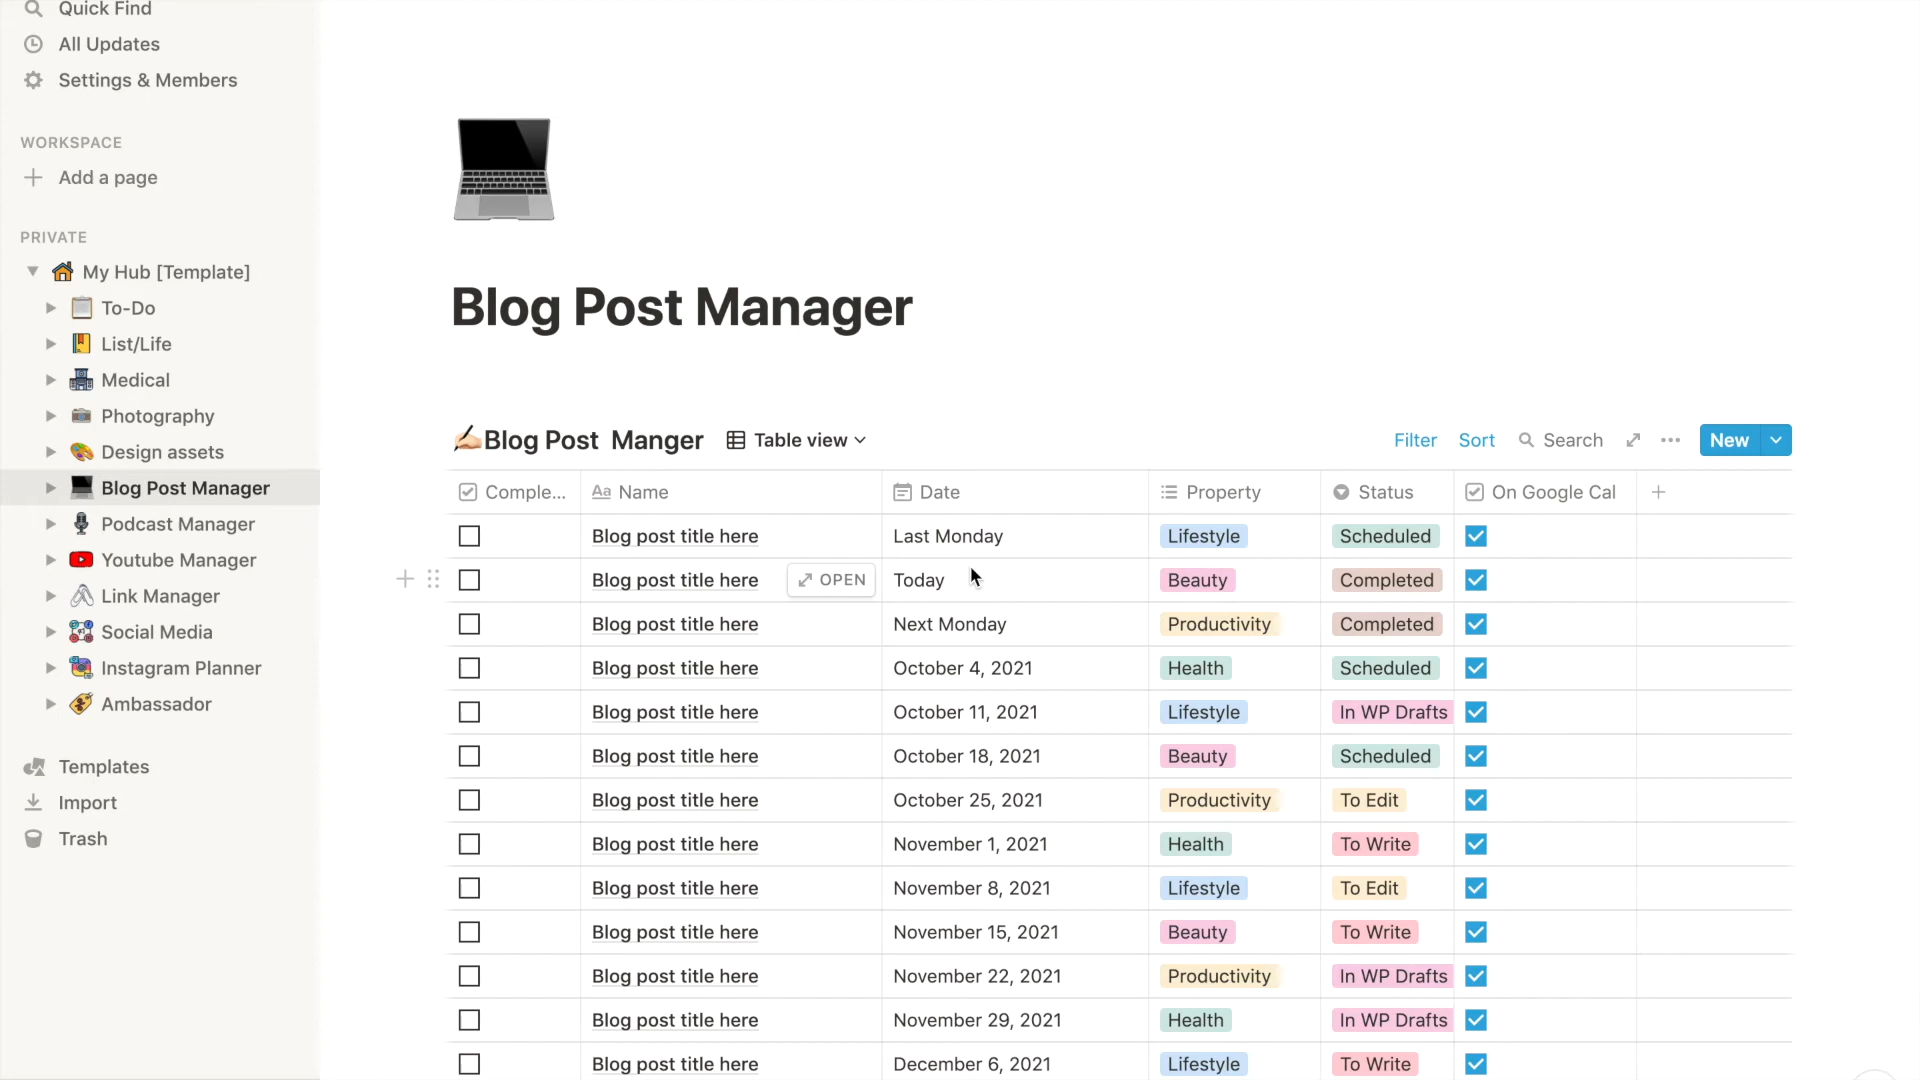 Quick Find
All Updates
Settings & Members
WORKSPACE
Add a page
PRIVATE
My Hub [Template]
To-Do
List/Life
Medical
Photography
Design assets
Blog Post Manager
Podcast Manager
Youtube Manager
Link Manager
Social Media
Instagram Planner
Ambassador
Templates
Import
Trash
Blog Post Manager
Blog Post Manger Table view Filter Sort Search New
Comple... Aa Name Date Property Status On Google Cal
Blog post title here Last Monday Lifestyle Scheduled
Blog post title here OPEN Today Beauty Completed
Blog post title here Next Monday Productivity Completed
Blog post title here October 4, 2021 Health Scheduled
Blog post title here October 11, 2021 Lifestyle In WP Drafts
Blog post title here October 18, 2021 Beauty Scheduled
Blog post title here October 25, 2021 Productivity To Edit
Blog post title here November 1, 2021 Health To Write
Blog post title here November 8, 2021 Lifestyle To Edit
Blog post title here November 15, 2021 Beauty To Write
Blog post title here November 22, 2021 Productivity In WP Drafts
Blog post title here November 29, 2021 Health In WP Drafts
Blog post title here December 6, 2021 Lifestyle To Write